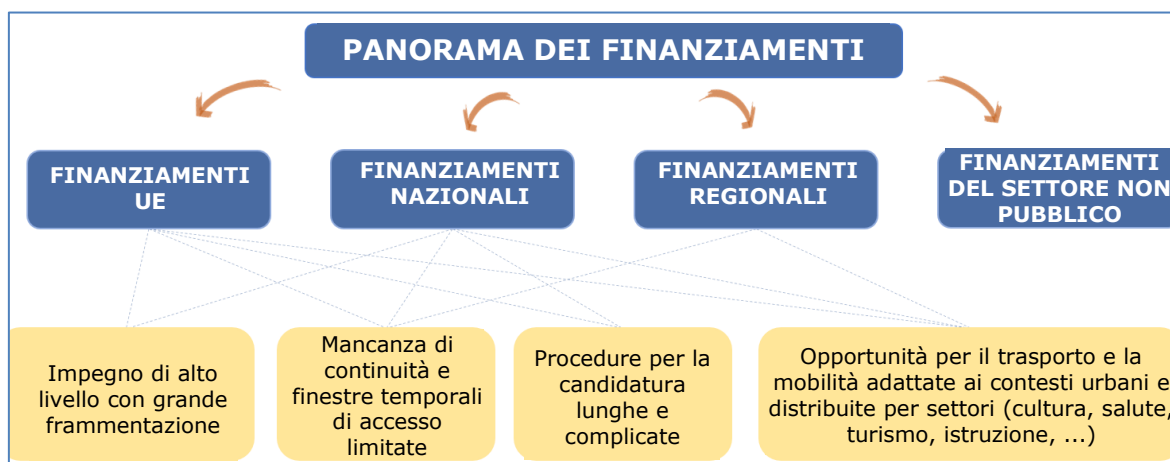 PANORAMA DEI FINANZIAMENTI
FINANZIAMENTI
UE
FINANZIAMENTI
NAZIONALI
FINANZIAMENTI
REGIONALI
FINANZIAMENTI
DEL SETTORE NON
PUBBLICO
Impegno di alto
livello con grande
frammentazione
Mancanza di
continuità e
finestre temporali
di accesso
limitate
Procedure per la
candidatura
lunghe e
complicate
Opportunità per il trasporto e la
mobilità adattate ai contesti urbani e
distribuite per settori (cultura, salute,
turismo, istruzione, ...)